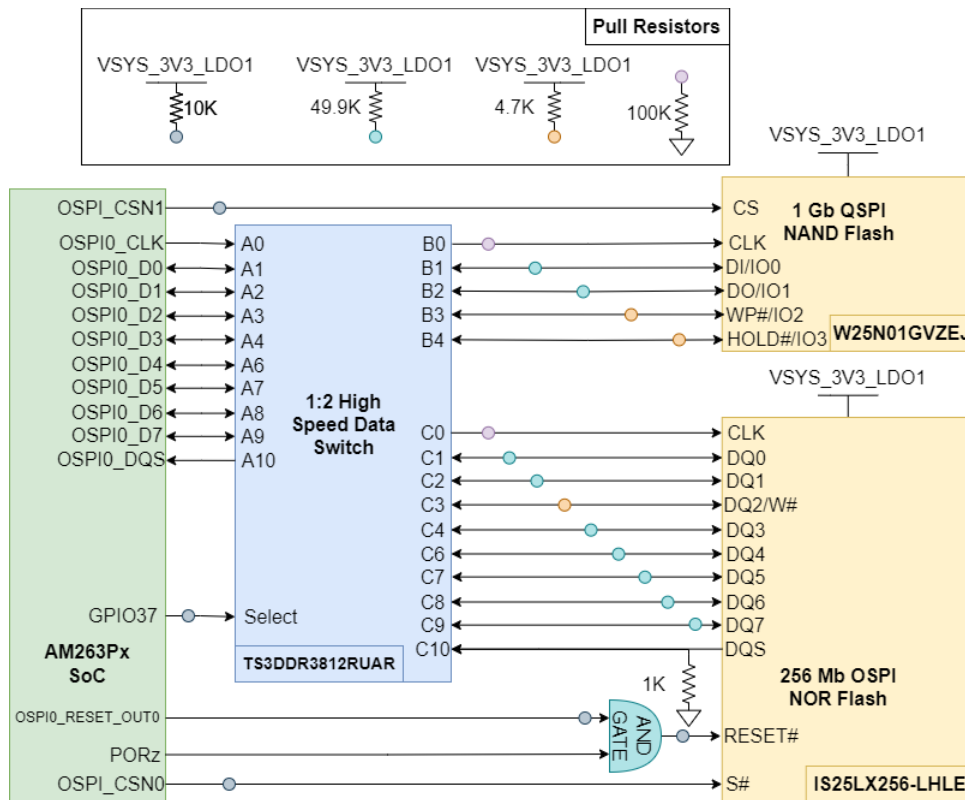 Pull Resistors
VSYS_3V3_LDO1
VSYS_3V3_LDO1
VSYS_3V3_LDO1
10K
49.9K
4.7K
100K
VSYS_3V3_LDO1
OSPI_CSN1
OSPI0_CLK
OSPI0_D0
OSPI0_D1
OSPI0_D2
OSPI0_D3
OSPI0_D4
OSPI0_D5
OSPI0_D6
OSPI0_D7
OSPI0_DQS
GPIO37
AM263Px
SoC
OSPI0_RESET_OUT0
PORz
OSPI_CSN0
A0
A1
A2
A3
A4
A6
A7
A8
A9
A10
1:2 High
Speed Data
Switch
Select
TS3DDR3812RUAR
B0
B1
B2
B3
B4
C0
C1
C2
C3
C4
C6
C7
C8
C9
C10
1K
AND
GATE
CS
1 Gb QSPI
NAND Flash
CLK
DI/IO0
DO/IO1
WP#/IO2
HOLD#/IO3
W25N01GVZEJ
VSYS_3V3_LDO1
CLK
DQ0
DQ1
DQ2/W#
DQ3
DQ4
DQ5
DQ6
DQ7
DQS
256 Mb OSPI
NOR Flash
RESET#
S#
IS25LX256-LHLE